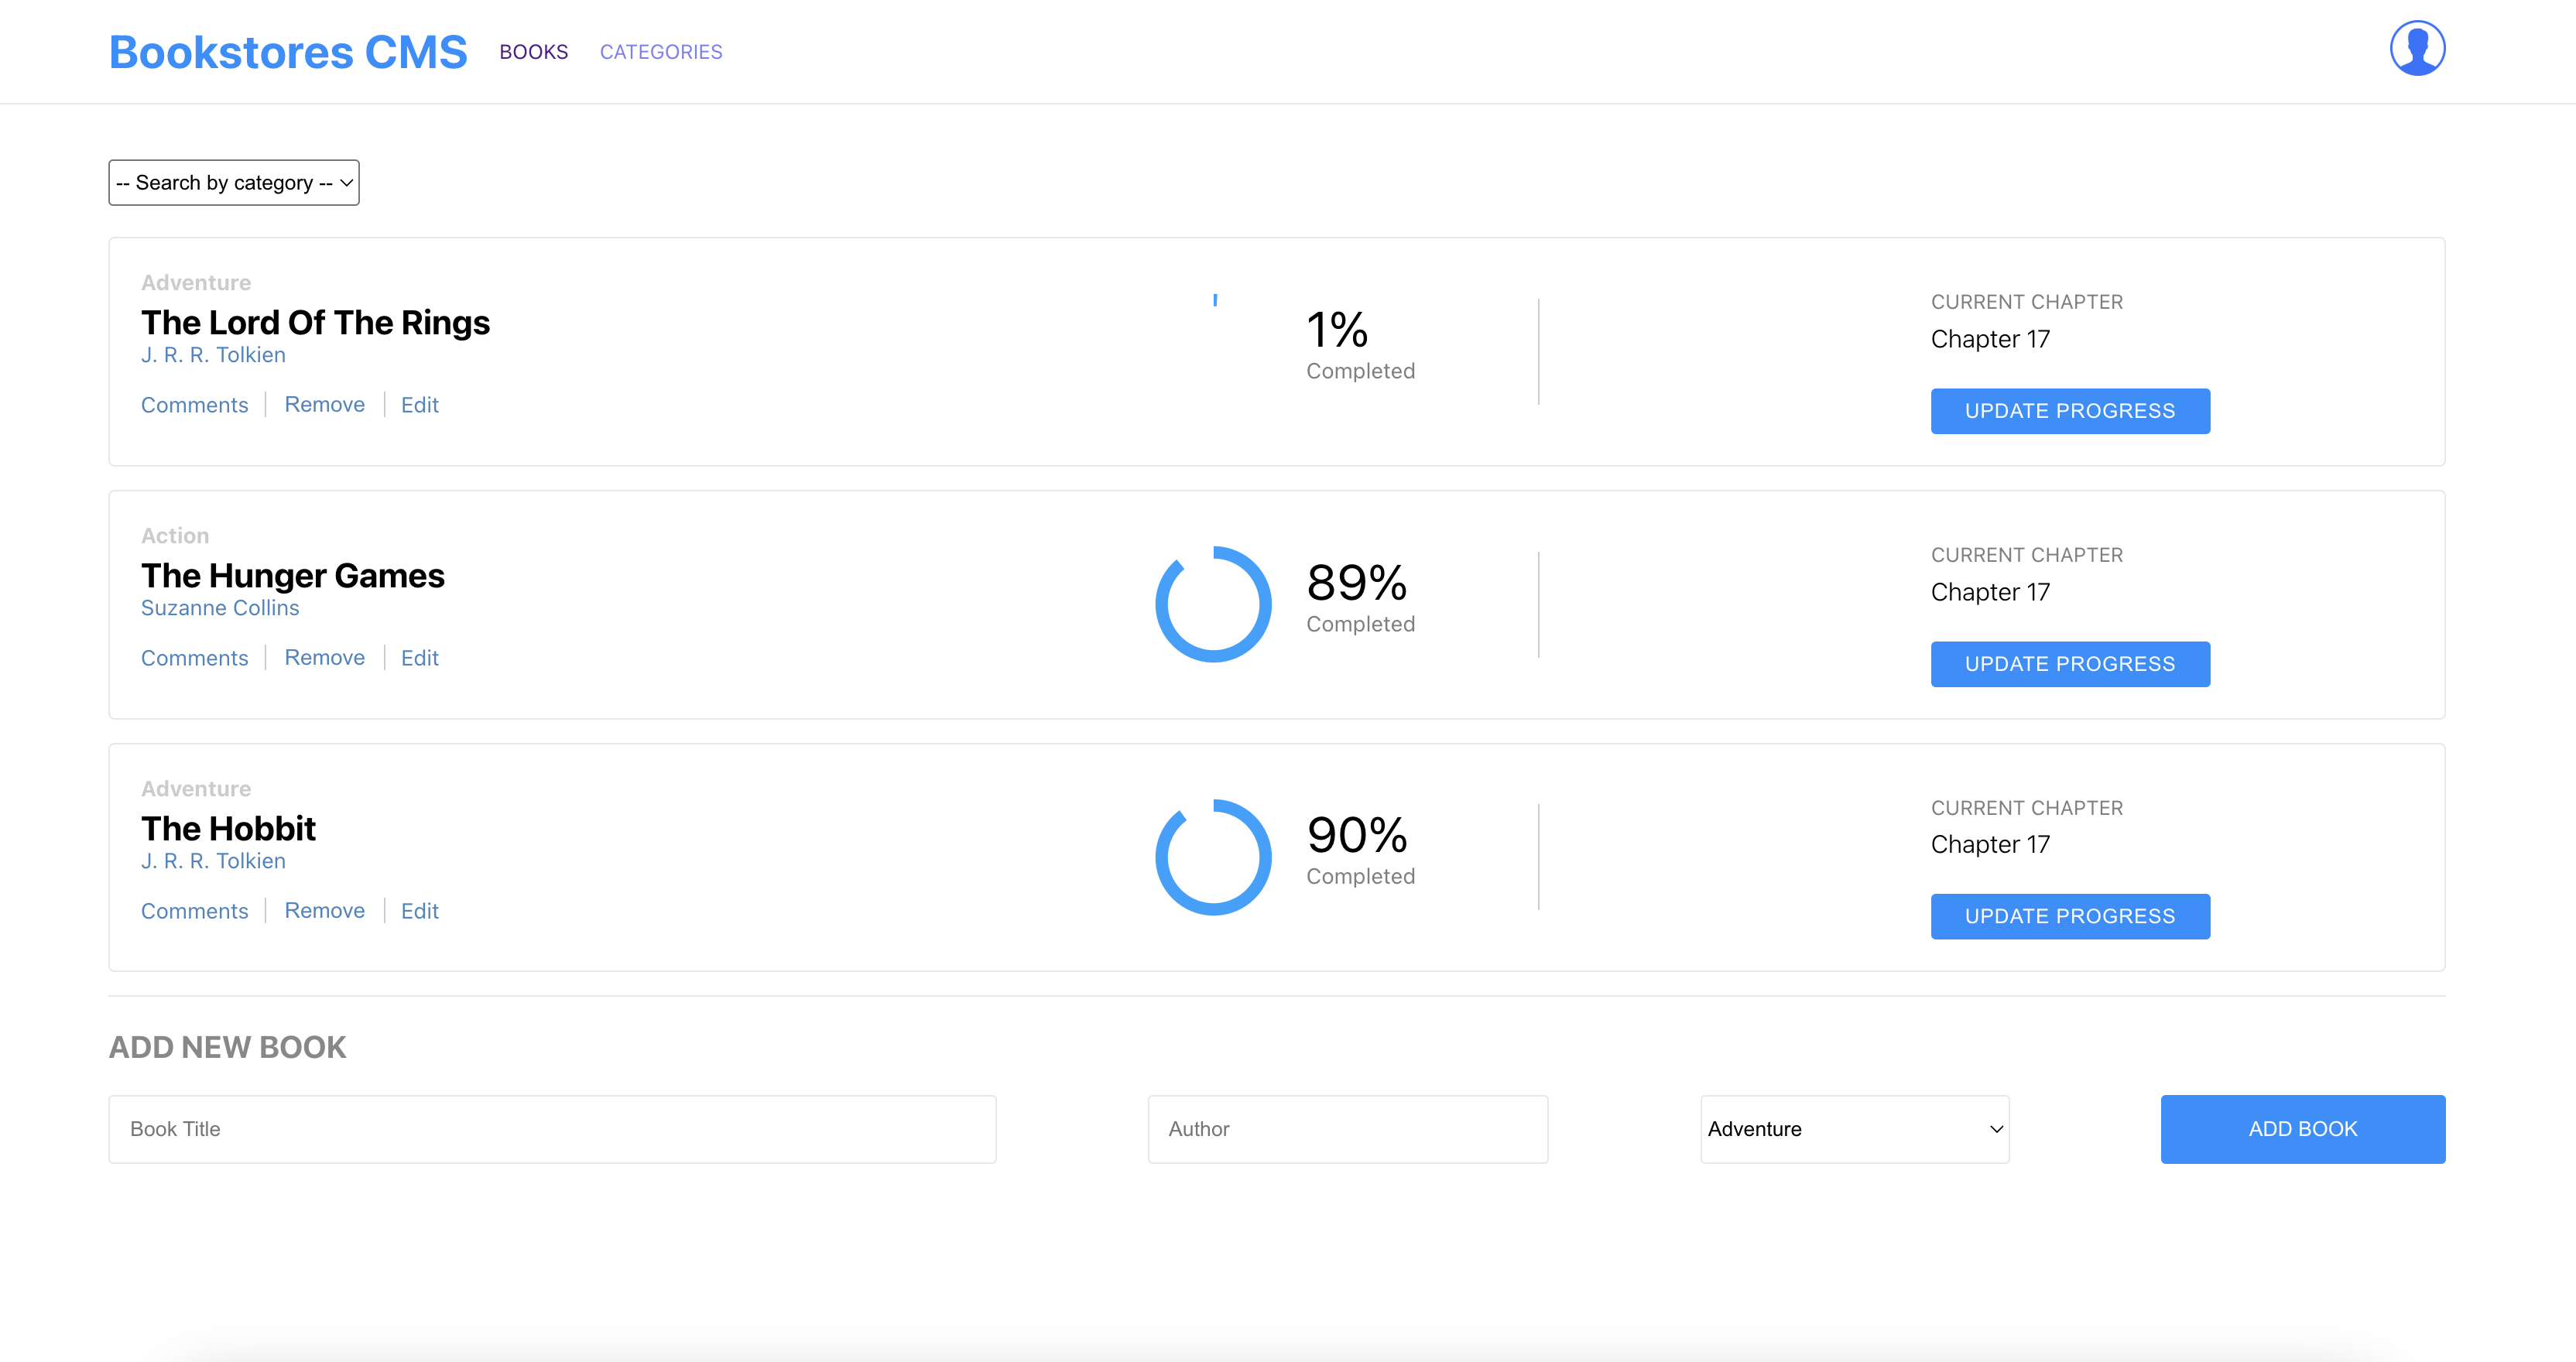 Bookstores CMS BOOKS CATEGORIES
-- Search by category --
Adventure
The Lord Of The Rings
J. R. R. Tolkien
Comments Remove Edit
1%
Completed
CURRENT CHAPTER
Chapter 17
UPDATE PROGRESS
Action
The Hunger Games
Suzanne Collins
Comments Remove Edit
89%
Completed
CURRENT CHAPTER
Chapter 17
UPDATE PROGRESS
Adventure
The Hobbit
J. R. R. Tolkien
Comments Remove Edit
90%
Completed
CURRENT CHAPTER
Chapter 17
UPDATE PROGRESS
ADD NEW BOOK
Book Title Author Adventure ADD BOOK